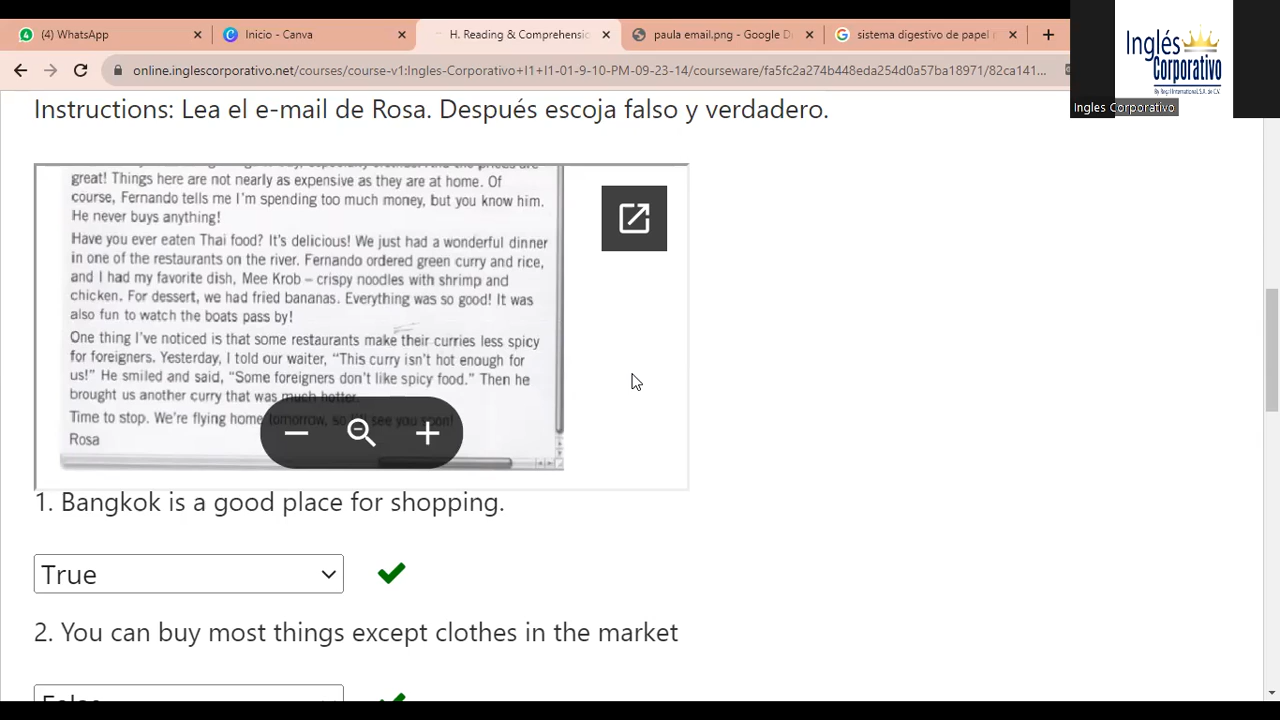 (4) WhatsApp
Inicio - Canva
H. Reading & Comprehensic
paula email.png - Google D
sistema digestivo de papel
online.inglescorporativo.net/courses/course-v1:Ingles-Corporativo+I1+I1-01-9-10-PM-09-23-14/courseware/fa5fc22274b448eda254d0a57ba18971/82ca141...
Inglés
Corporativo
Ingles Corporativo
Instructions: Lea el e-mail de Rosa. Después escoja falso y verdadero.
great! Things here are not nearly as expensive as they are at home. Of
course, Fernando tells me I'm spending too much money, but you know him.
He never buys anything!
Have you ever eaten Thai food? It's delicious! We just had a wonderful dinner
in one of the restaurants on the river. Fernando ordered green curry and rice,
and I had my favorite dish, Mee Krob – crispy noodles with shrimp and
chicken. For dessert, we had fried bananas. Everything was so good! It was
also fun to watch the boats pass by!
One thing I've noticed is that some restaurants make their curries less spicy
for foreigners. Yesterday, I told our waiter, "This curry isn't hot enough for
us!" He smiled and said, "Some foreigners don't like spicy food." Then he
brought us another curry that was much hotter.
Time to stop. We're flying home tomorrow, so I'll see you soon!
Rosa
1. Bangkok is a good place for shopping.
True
2. You can buy most things except clothes in the market
False